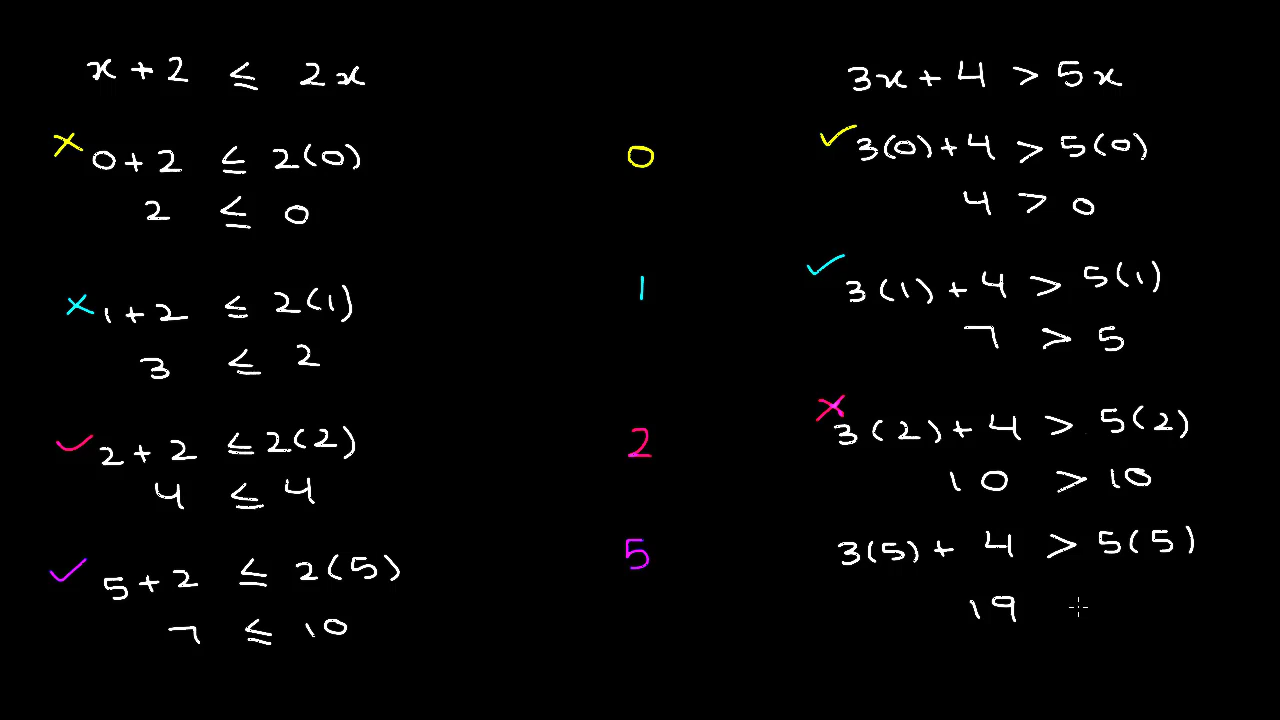 x + 2 ≤ 2x
0 + 2 ≤ 2(0)
2 ≤ 0
1 + 2 ≤ 2(1)
3 ≤ 2
2 + 2 ≤ 2(2)
4 ≤ 4
5 + 2 ≤ 2(5)
7 ≤ 10
0
1
2
5
3x + 4 > 5x
3(0) + 4 > 5(0)
4 > 0
3(1) + 4 > 5(1)
7 > 5
3(2) + 4 > 5(2)
10 > 10
3(5) + 4 > 5(5)
19